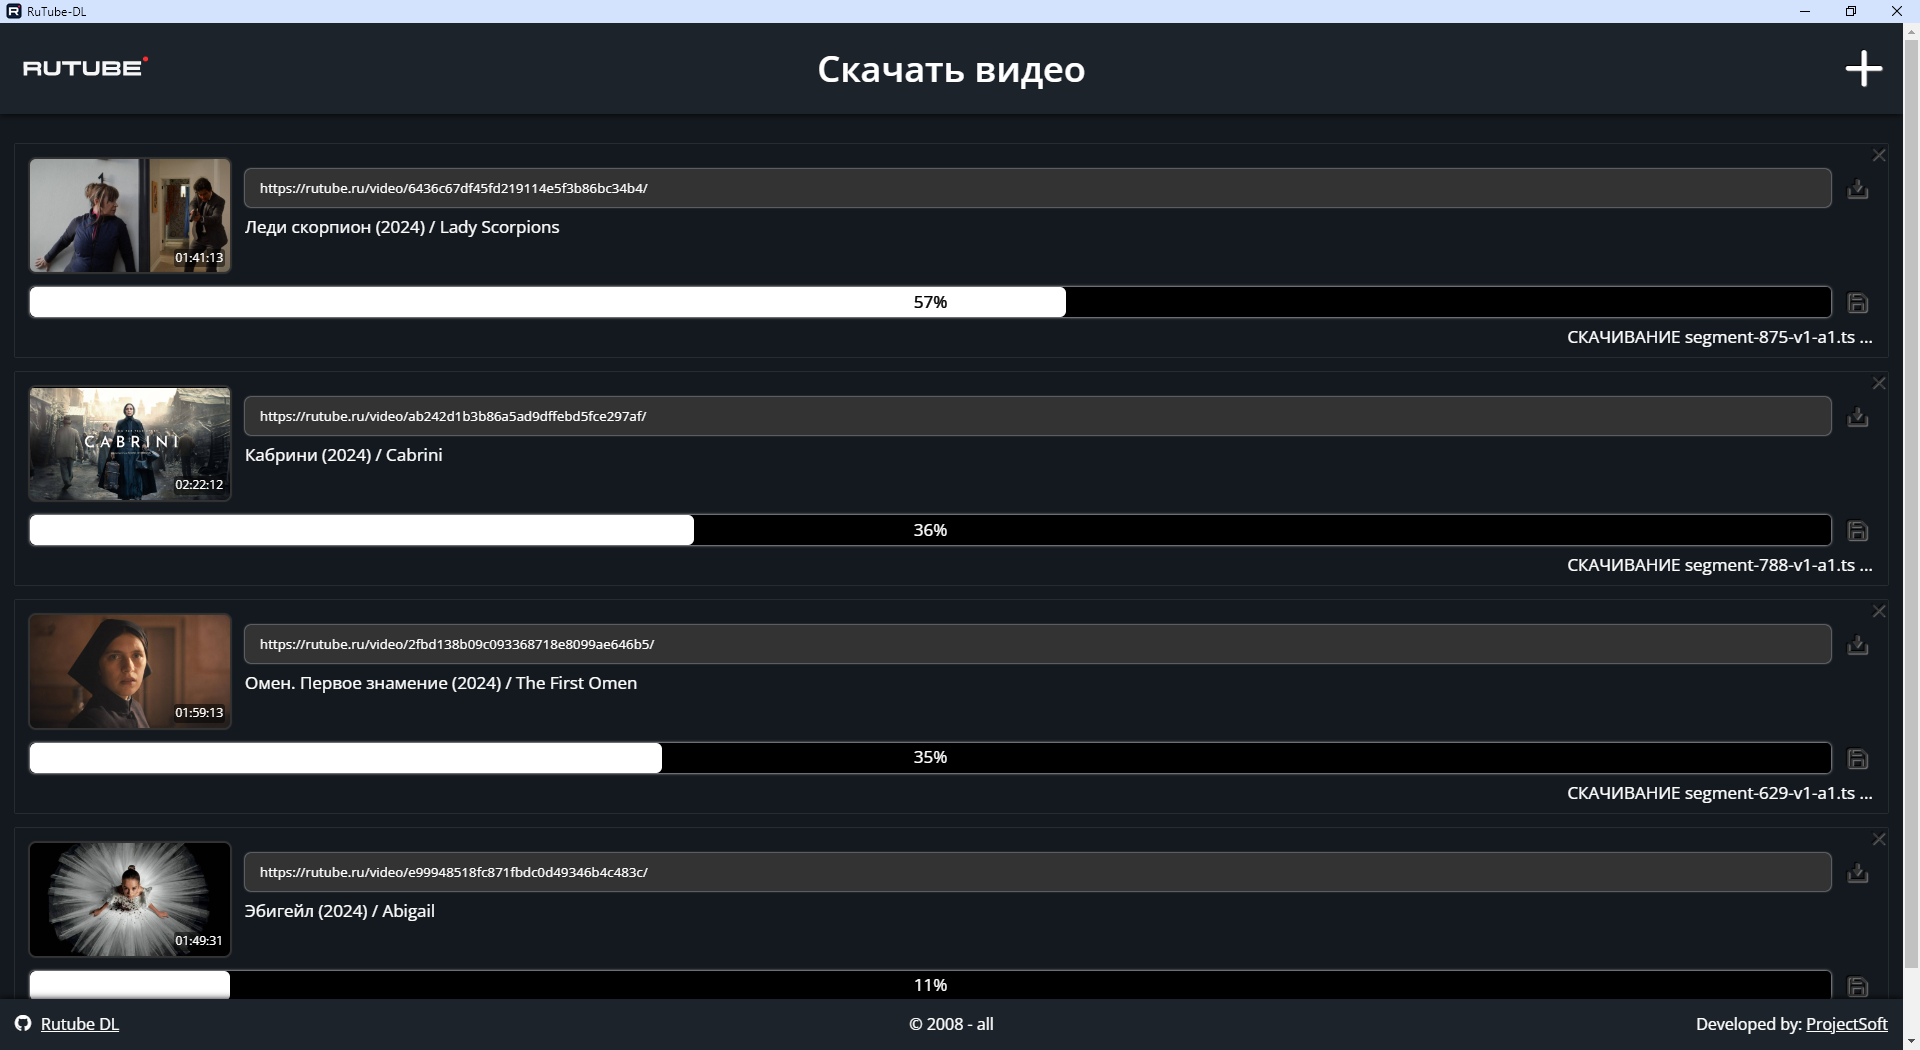 RuTube-DL
RUTUBE
Скачать видео
https://rutube.ru/video/6436c67df45fd219114e5f3b86bc34b4/
Леди скорпион (2024) / Lady Scorpions
01:41:13
57%
СКАЧИВАНИЕ segment-875-v1-a1.ts ...
https://rutube.ru/video/ab242d1b3b86a5ad9dffebd5fce297af/
CABRINI
Кабрини (2024) / Cabrini
02:22:12
36%
СКАЧИВАНИЕ segment-788-v1-a1.ts ...
https://rutube.ru/video/2fbd138b09c093368718e8099ae646b5/
Омен. Первое знамение (2024) / The First Omen
01:59:13
35%
СКАЧИВАНИЕ segment-629-v1-a1.ts ...
https://rutube.ru/video/e99948518fc871fbdc0d49346b4c483c/
Эбигейл (2024) / Abigail
01:49:31
11%
Rutube DL
© 2008 - all
Developed by: ProjectSoft